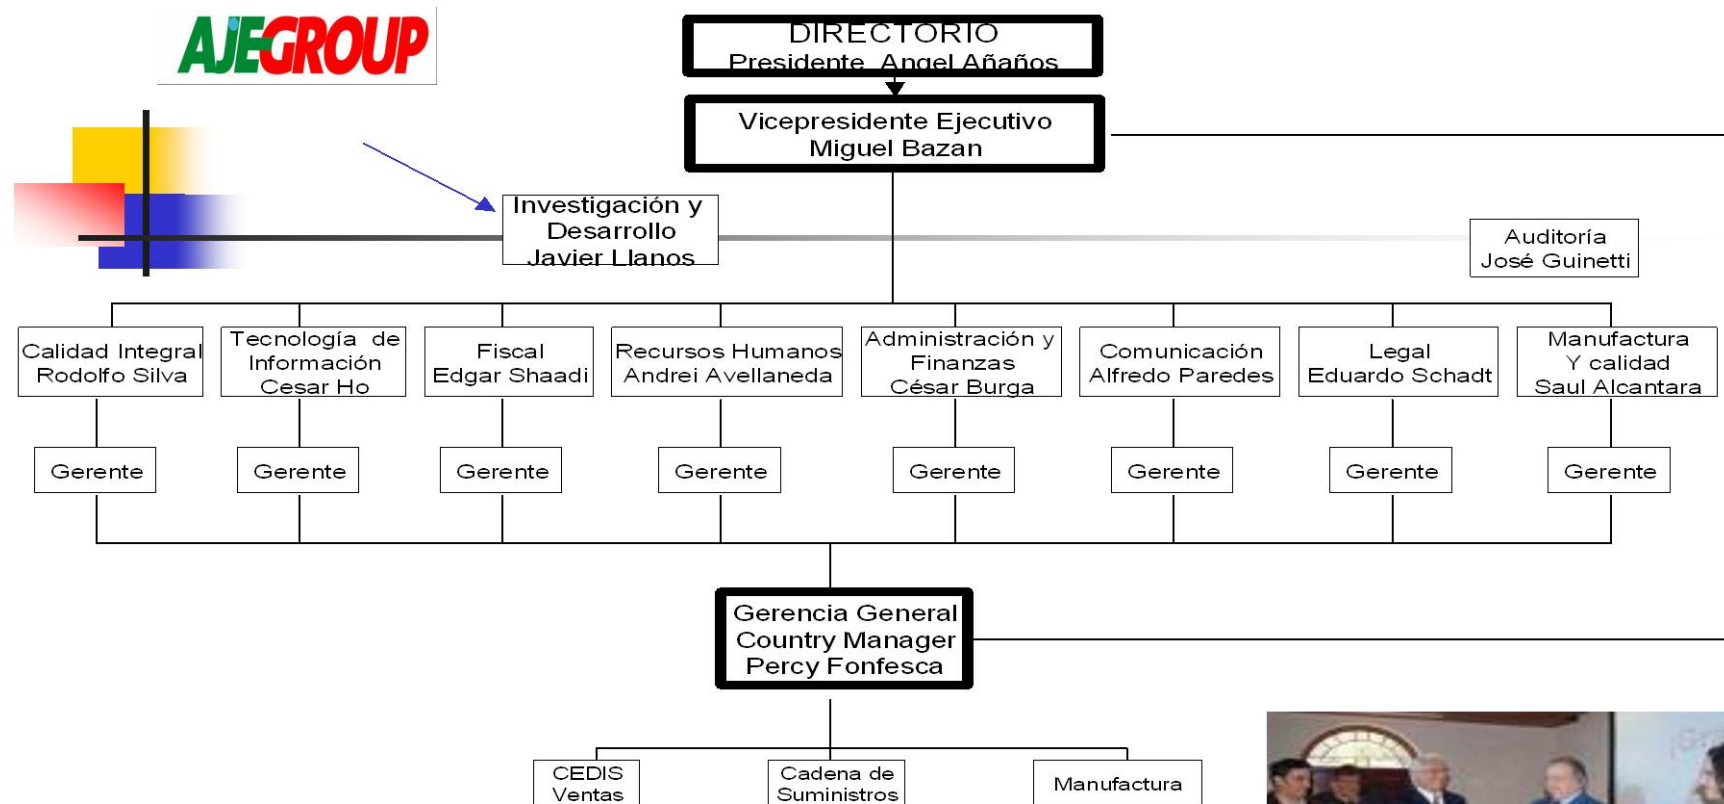 AJEGROUP
DIRECTORIO
Presidente Angel Añaños
Vicepresidente Ejecutivo
Miguel Bazan
Investigación y
Desarrollo
Javier Llanos
Auditoría
José Guinetti
Calidad Integral
Rodolfo Silva
Tecnología de
Información
Cesar Ho
Fiscal
Edgar Shaadi
Recursos Humanos
Andrei Avellaneda
Administración y
Finanzas
César Burga
Comunicación
Alfredo Paredes
Legal
Eduardo Schadt
Manufactura
Y calidad
Saul Alcantara
Gerente
Gerente
Gerente
Gerente
Gerente
Gerente
Gerente
Gerente
Gerencia General
Country Manager
Percy Fonfesca
CEDIS
Ventas
Cadena de
Suministros
Manufactura